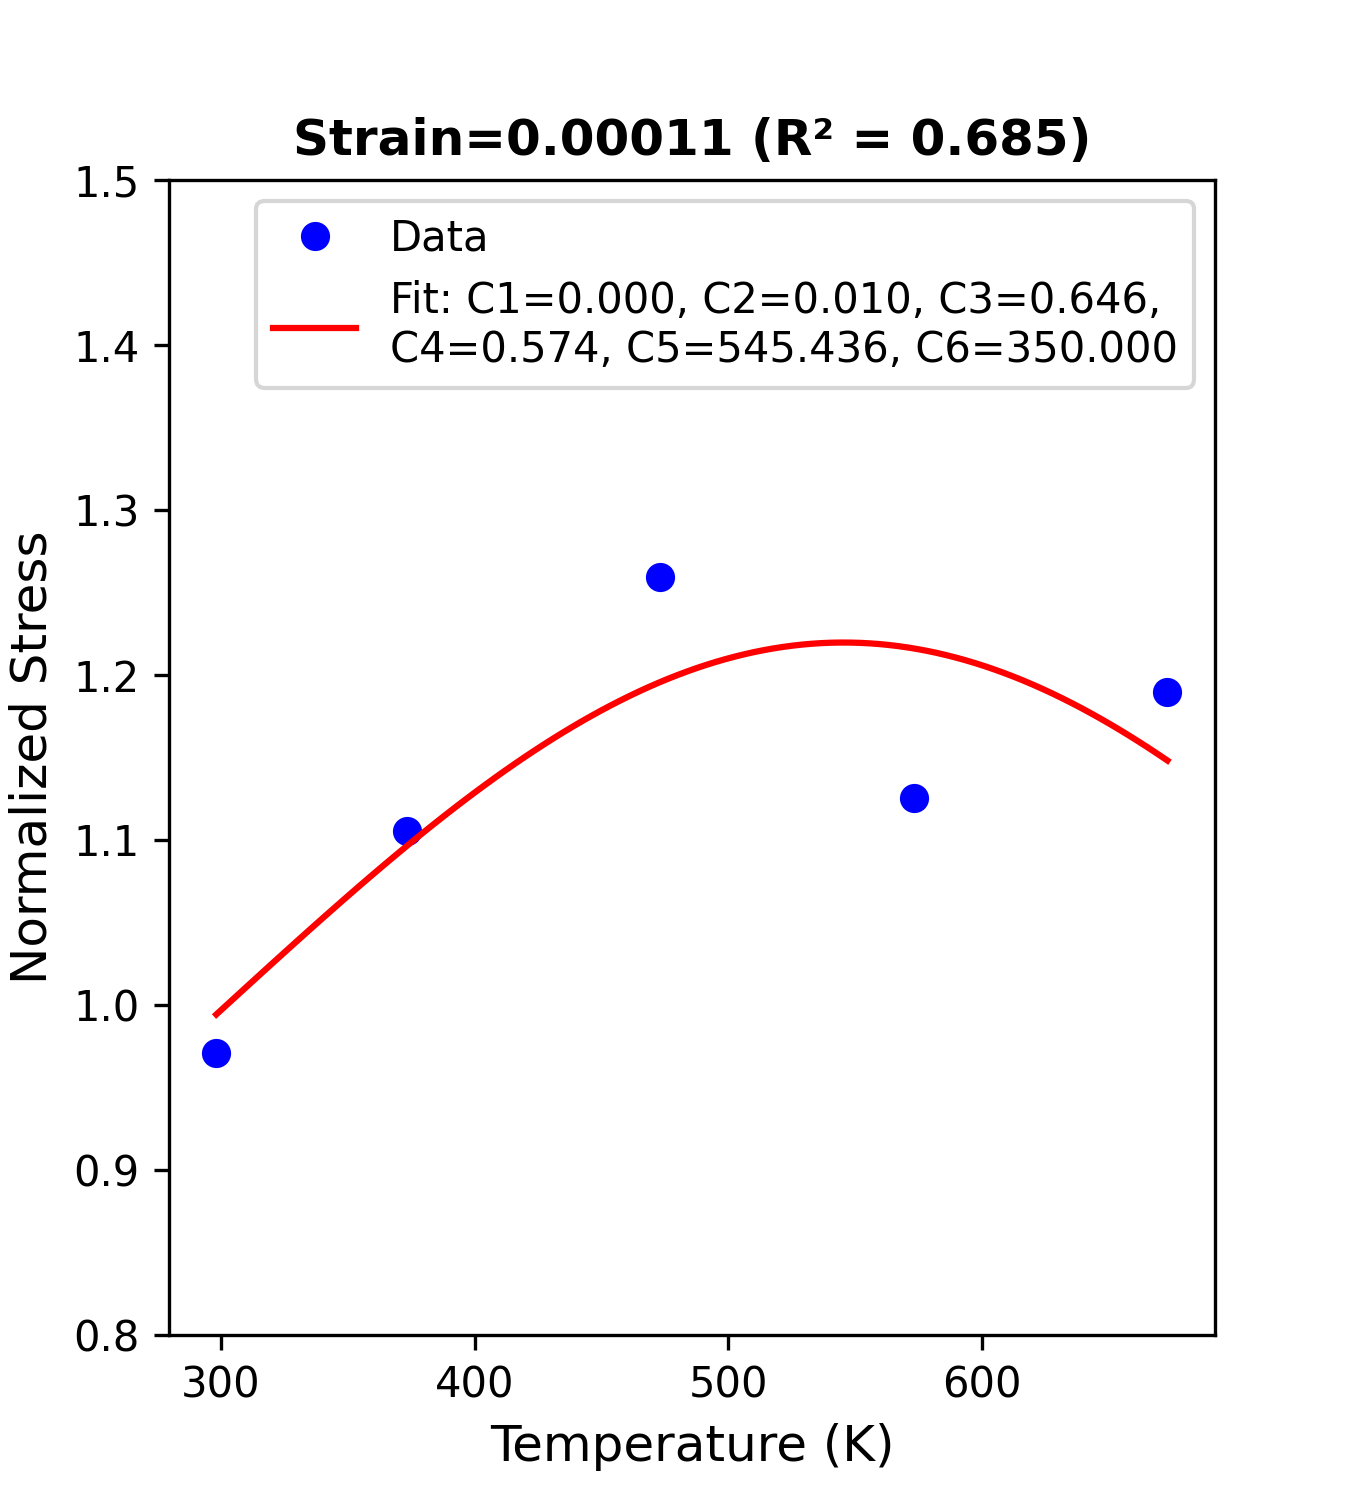 Strain=0.00011 (R² = 0.685)
1.5
1.4
1.3
1.2
1.1
1.0
0.9
0.8
Data
Fit: C1=0.000, C2=0.010, C3=0.646,
C4=0.574, C5=545.436, C6=350.000
Normalized Stress
300 400 500 600
Temperature (K)